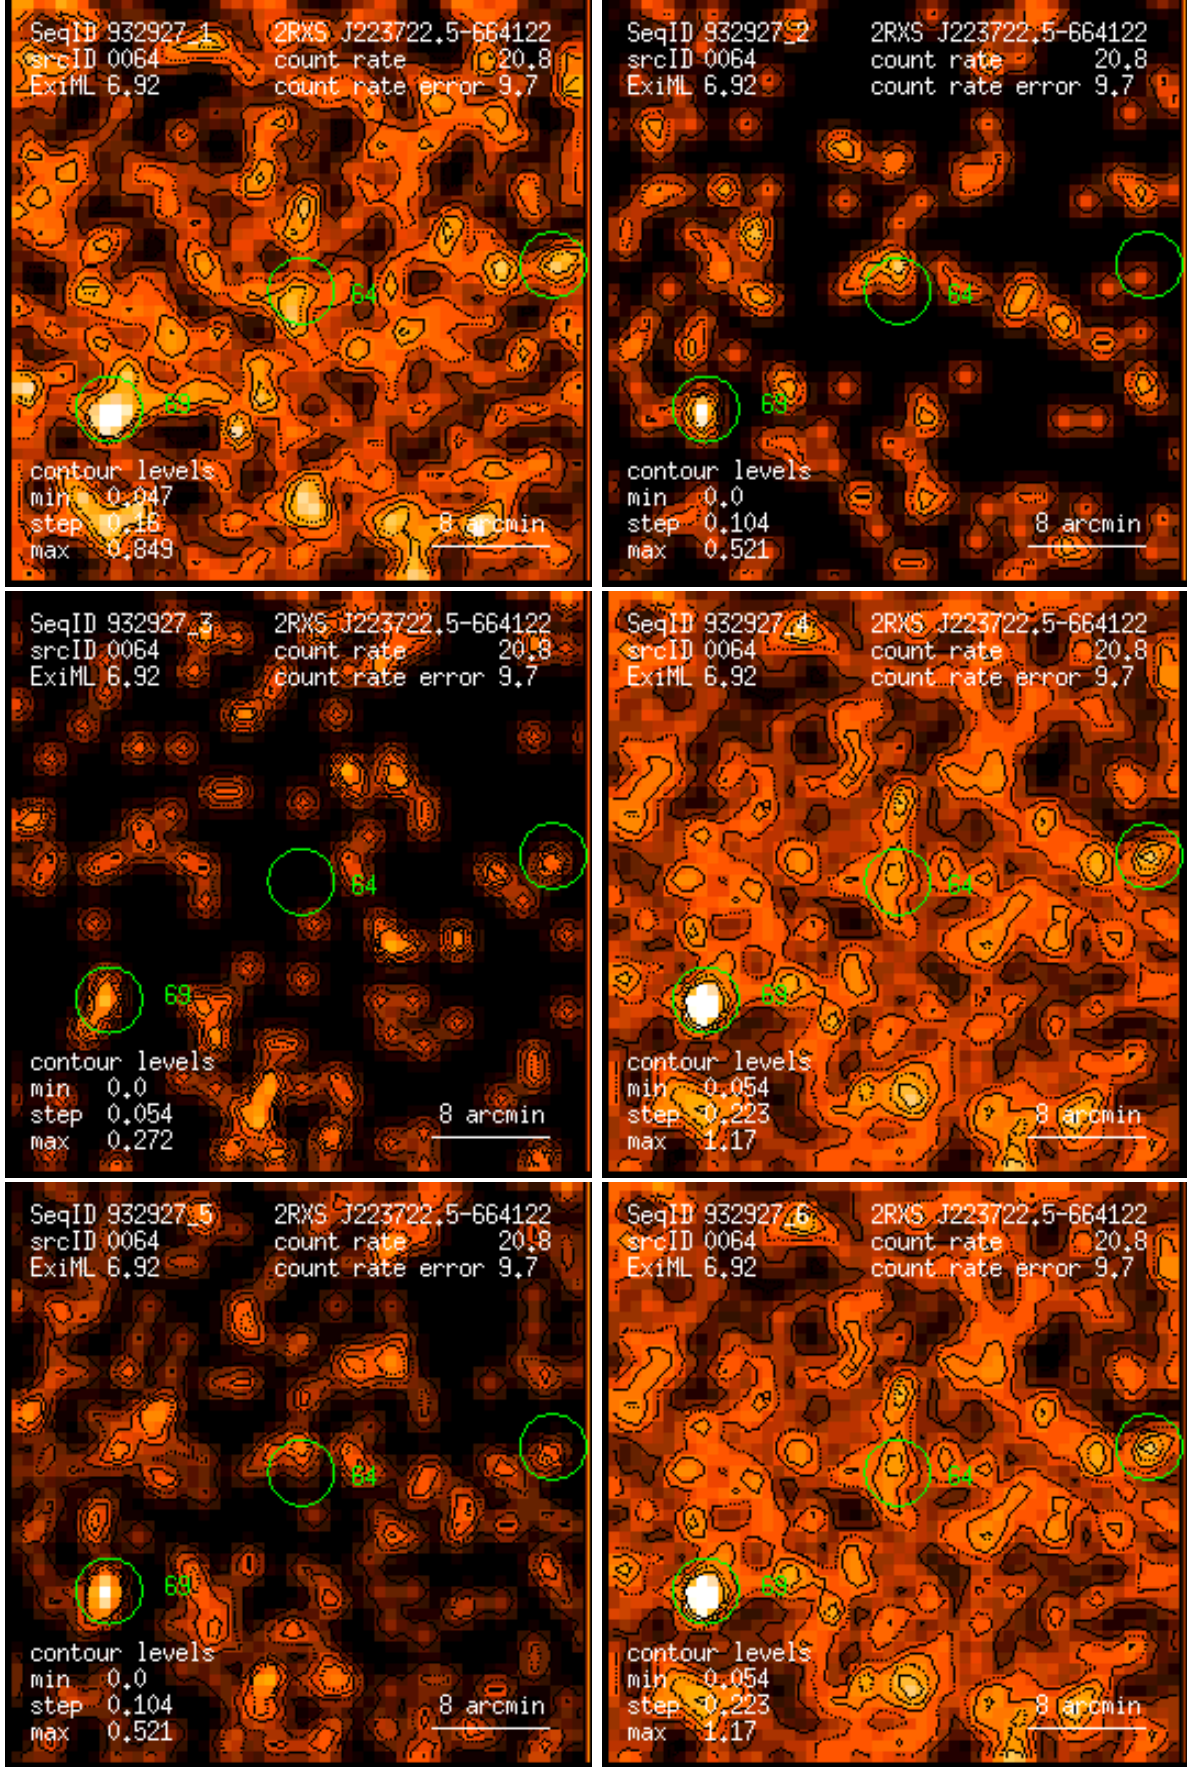 SeqID 932927_1 2RXS J223722.5-664122
srcID 0064 count rate 20.8
ExiML 6.92 count rate error 9.7
64
69
contour levels
min 0.047
step 0.16
max 0.849
8 arcmin
SeqID 932927_2 2RXS J223722.5-664122
srcID 0064 count rate 20.8
ExiML 6.92 count rate error 9.7
64
69
contour levels
min 0.0
step 0.104
max 0.521
8 arcmin
SeqID 932927_3 2RXS J223722.5-664122
srcID 0064 count rate 20.8
ExiML 6.92 count rate error 9.7
64
69
contour levels
min 0.0
step 0.054
max 0.272
8 arcmin
SeqID 932927_4 2RXS J223722.5-664122
srcID 0064 count rate 20.8
ExiML 6.92 count rate error 9.7
64
69
contour levels
min 0.054
step 0.223
max 1.17
8 arcmin
SeqID 932927_5 2RXS J223722.5-664122
srcID 0064 count rate 20.8
ExiML 6.92 count rate error 9.7
64
69
contour levels
min 0.0
step 0.104
max 0.521
8 arcmin
SeqID 932927_6 2RXS J223722.5-664122
srcID 0064 count rate 20.8
ExiML 6.92 count rate error 9.7
64
69
contour levels
min 0.054
step 0.223
max 1.17
8 arcmin